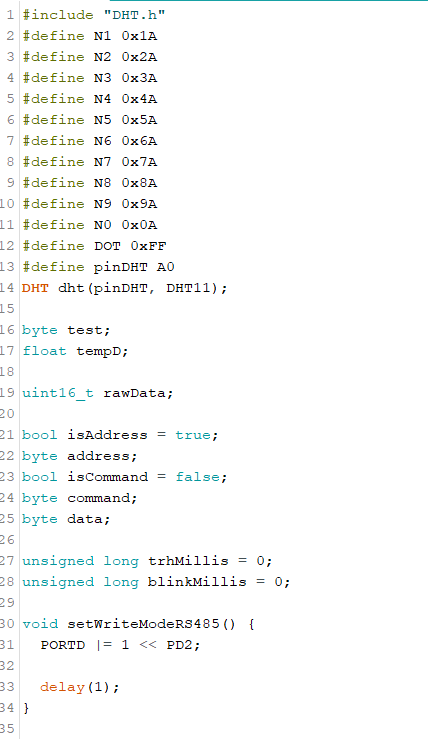 1 #include "DHT.h"
2 #define N1 0x1A
3 #define N2 0x2A
4 #define N3 0x3A
5 #define N4 0x4A
6 #define N5 0x5A
7 #define N6 0x6A
8 #define N7 0x7A
9 #define N8 0x8A
10 #define N9 0x9A
11 #define N0 0x0A
12 #define DOT 0xFF
13 #define pinDHT A0
14 DHT dht(pinDHT, DHT11);
15
16 byte test;
17 float tempD;
18
19 uint16_t rawData;
20
21 bool isAddress = true;
22 byte address;
23 bool isCommand = false;
24 byte command;
25 byte data;
26
27 unsigned long trhMillis = 0;
28 unsigned long blinkMillis = 0;
29
30 void setWriteModeRS485() {
31   PORTD |= 1 << PD2;
32
33   delay(1);
34 }
35